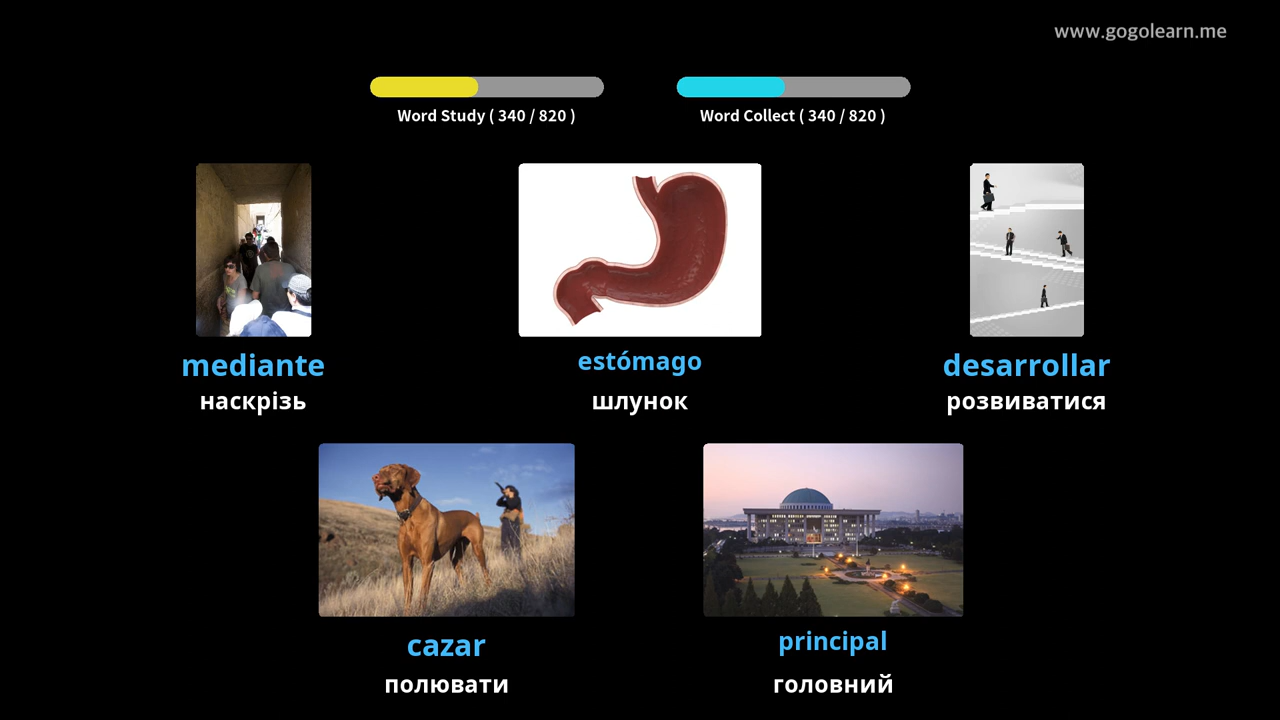 www.gogolearn.me
Word Study ( 340 / 820 )
Word Collect ( 340 / 820 )
mediante
наскрізь
estómago
шлунок
desarrollar
розвиватися
cazar
полювати
principal
головний